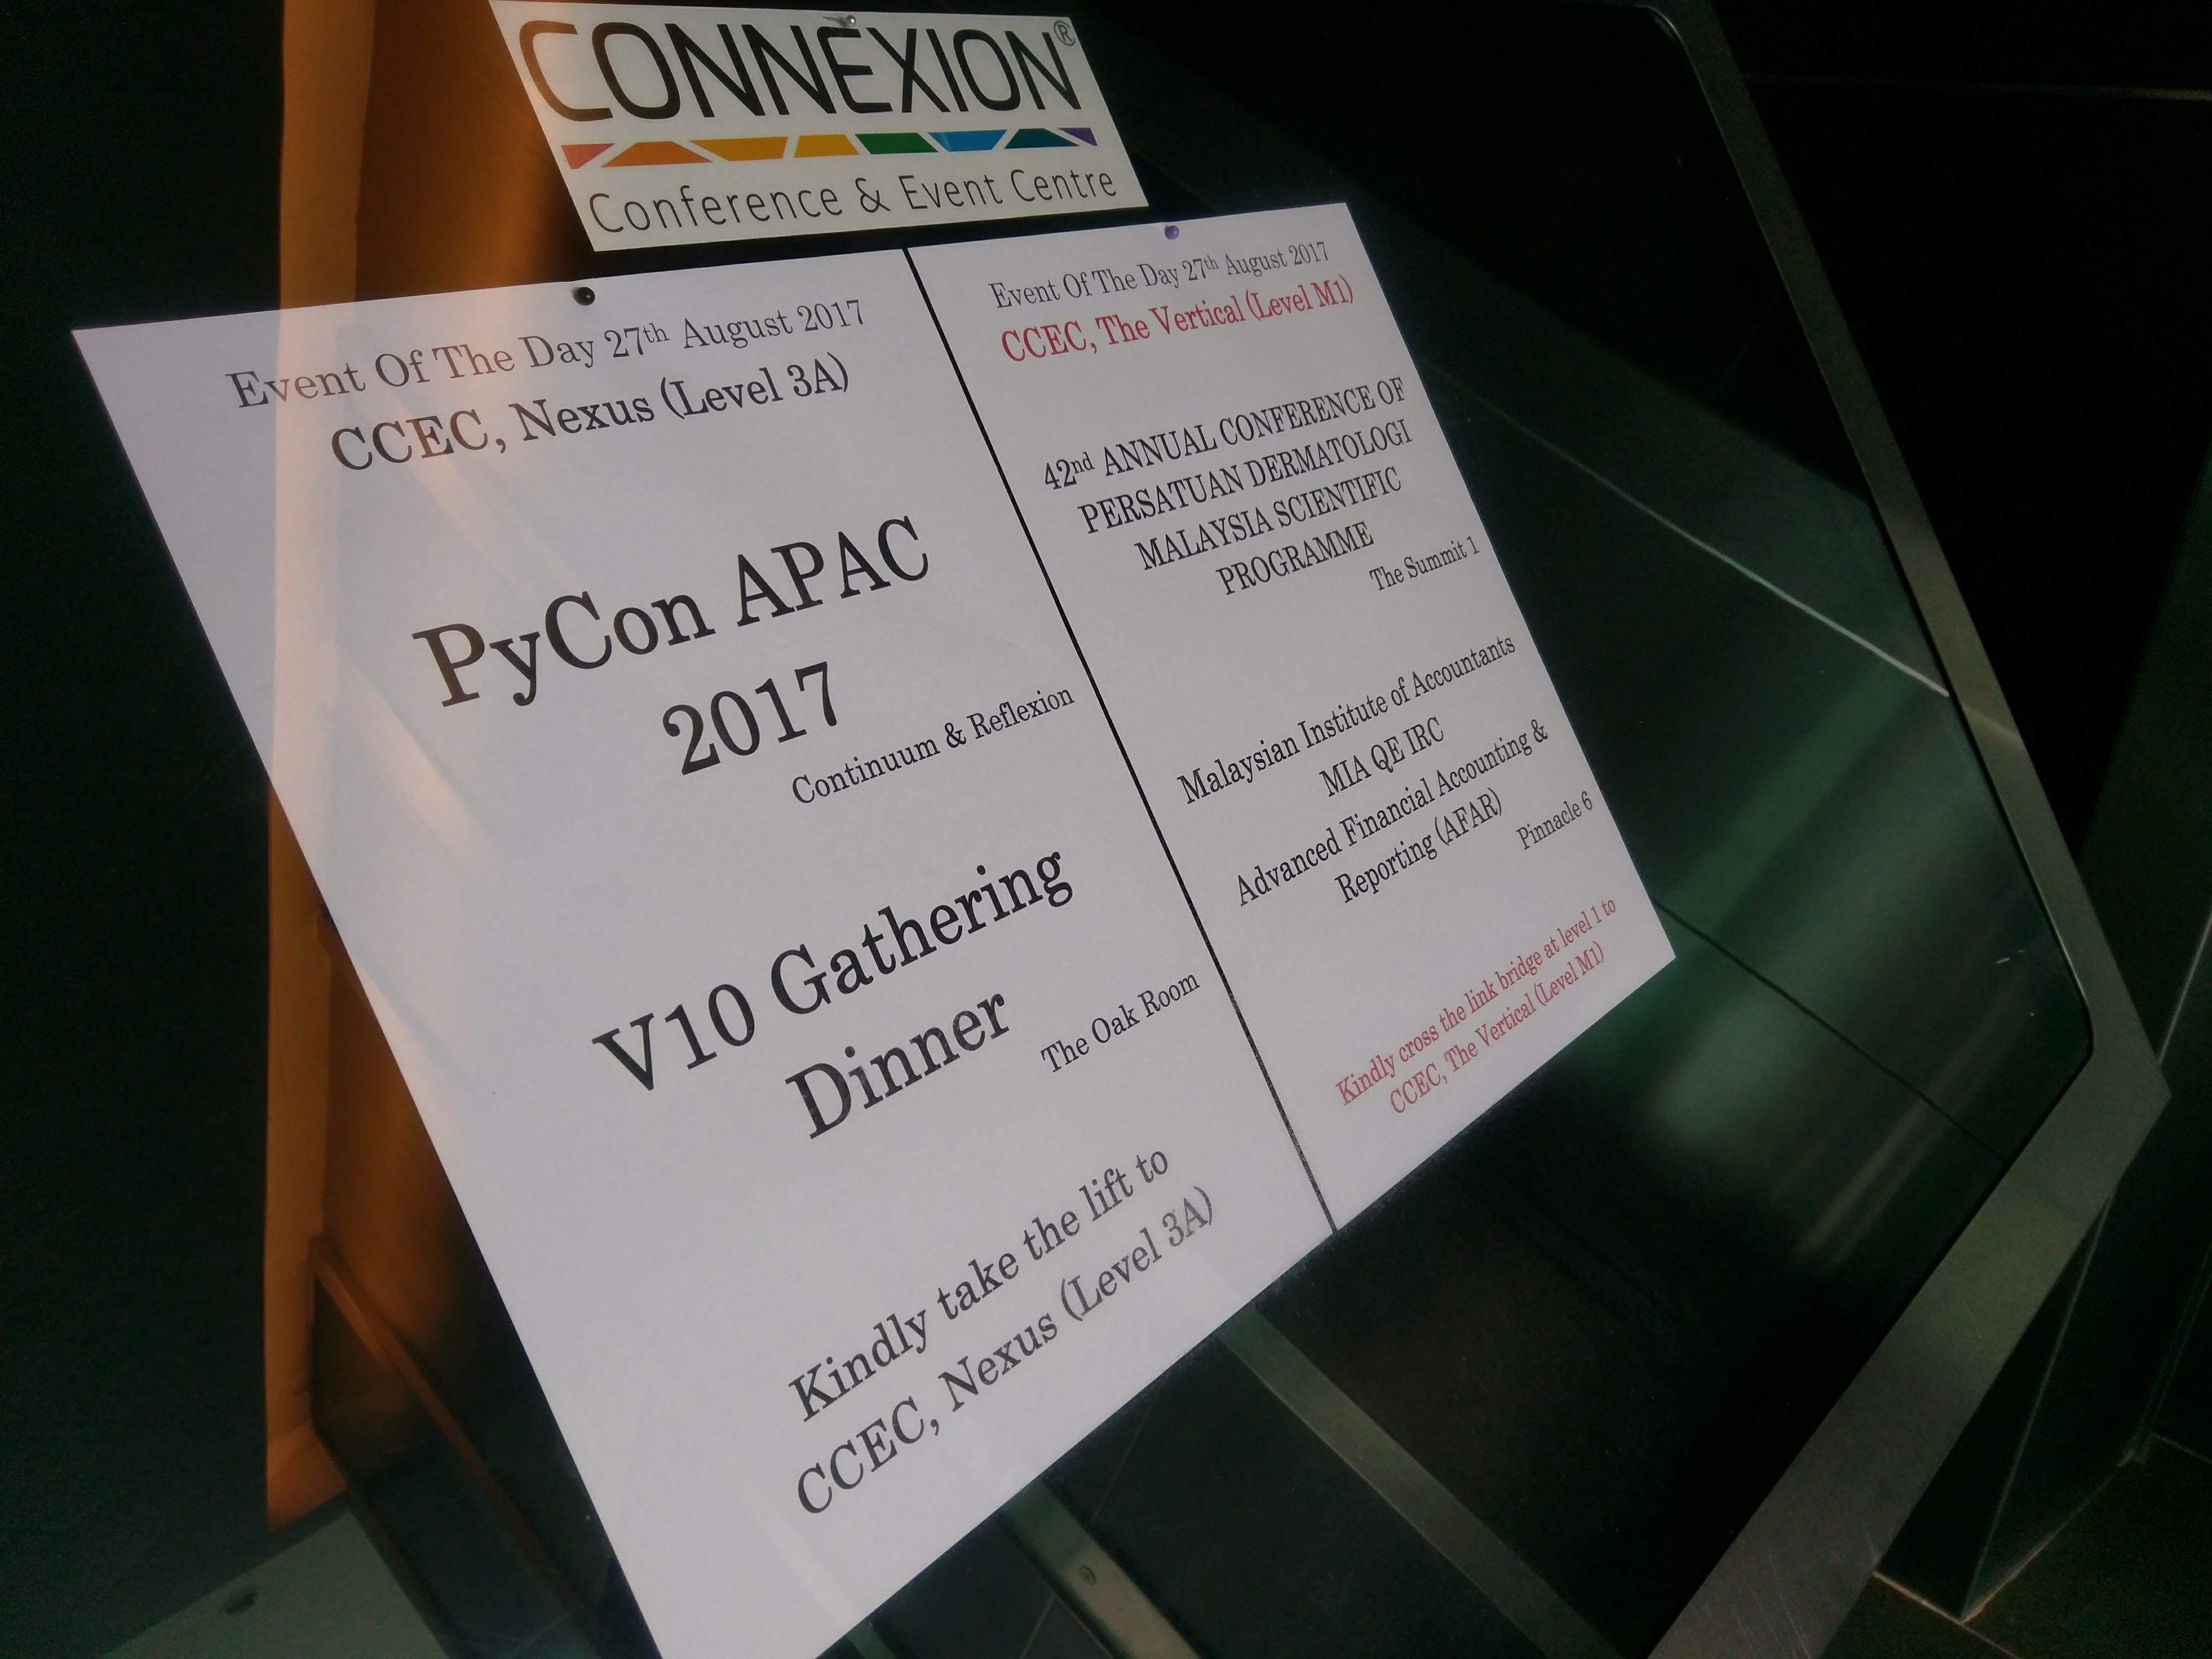 CONNEXION®
Conference & Event Centre
Event Of The Day 27th August 2017
CCEC, Nexus (Level 3A)
PyCon APAC
2017
Continuum & Reflexion
V10 Gathering
Dinner
The Oak Room
Kindly take the lift to
CCEC, Nexus (Level 3A)
Event Of The Day 27th August 2017
CCEC, The Vertical (Level M1)
42nd ANNUAL CONFERENCE OF
PERSATUAN DERMATOLOGI
MALAYSIA SCIENTIFIC
PROGRAMME
The Summit 1
Malaysian Institute of Accountants
MIA QE IRC
Advanced Financial Accounting &
Reporting (AFAR)
Pinnacle 6
Kindly cross the link bridge at level 1 to
CCEC, The Vertical (Level M1)